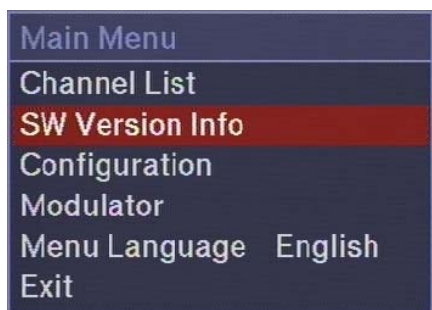 Main Menu
Channel List
SW Version Info
Configuration
Modulator
Menu Language English
Exit